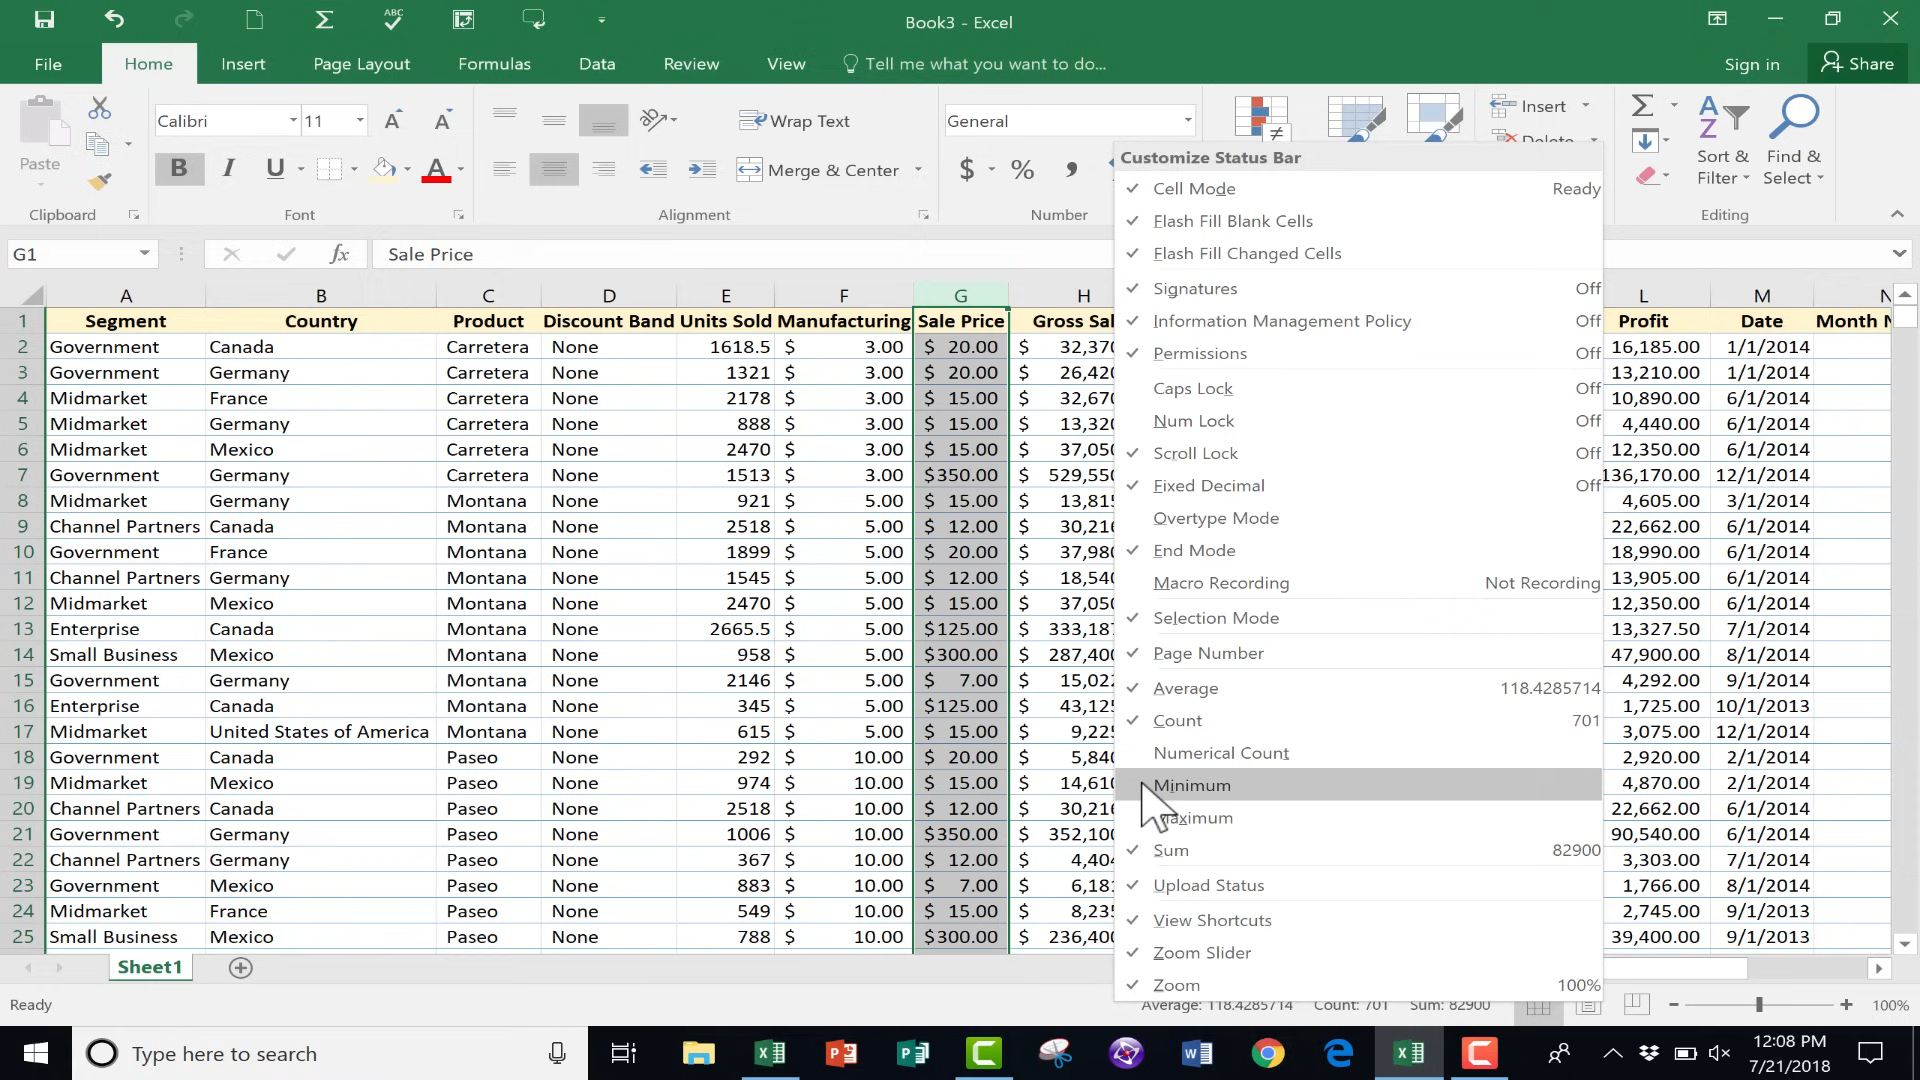 ABC
Book3 - Excel
File Home Insert Page Layout Formulas Data Review View Tell me what you want to do... Sign in Share
Paste
Calibri 11 A A
B I U A
Wrap Text
Merge & Center
General
$ % ,
Insert
Delete
Sort & Filter
Find & Select
Clipboard Font Alignment Number Editing
G1 fx Sale Price
A B C D E F G H L M N
1 Segment Country Product Discount Band Units Sold Manufacturing Sale Price Gross Sal Profit Date Month N
2 Government Canada Carretera None 1618.5 $ 3.00 $ 20.00 $ 32,370 16,185.00 1/1/2014
3 Government Germany Carretera None 1321 $ 3.00 $ 20.00 $ 26,420 13,210.00 1/1/2014
4 Midmarket France Carretera None 2178 $ 3.00 $ 15.00 $ 32,670 10,890.00 6/1/2014
5 Midmarket Germany Carretera None 888 $ 3.00 $ 15.00 $ 13,320 4,440.00 6/1/2014
6 Midmarket Mexico Carretera None 2470 $ 3.00 $ 15.00 $ 37,050 12,350.00 6/1/2014
7 Government Germany Carretera None 1513 $ 3.00 $350.00 $ 529,550 136,170.00 12/1/2014
8 Midmarket Germany Montana None 921 $ 5.00 $ 15.00 $ 13,815 4,605.00 3/1/2014
9 Channel Partners Canada Montana None 2518 $ 5.00 $ 12.00 $ 30,216 22,662.00 6/1/2014
10 Government France Montana None 1899 $ 5.00 $ 20.00 $ 37,980 18,990.00 6/1/2014
11 Channel Partners Germany Montana None 1545 $ 5.00 $ 12.00 $ 18,540 13,905.00 6/1/2014
12 Midmarket Mexico Montana None 2470 $ 5.00 $ 15.00 $ 37,050 12,350.00 6/1/2014
13 Enterprise Canada Montana None 2665.5 $ 5.00 $125.00 $ 333,187 13,327.50 7/1/2014
14 Small Business Mexico Montana None 958 $ 5.00 $300.00 $ 287,400 47,900.00 8/1/2014
15 Government Germany Montana None 2146 $ 5.00 $ 7.00 $ 15,022 4,292.00 9/1/2014
16 Enterprise Canada Montana None 345 $ 5.00 $125.00 $ 43,125 1,725.00 10/1/2013
17 Midmarket United States of America Montana None 615 $ 5.00 $ 15.00 $ 9,225 3,075.00 12/1/2014
18 Government Canada Paseo None 292 $ 10.00 $ 20.00 $ 5,840 2,920.00 2/1/2014
19 Midmarket Mexico Paseo None 974 $ 10.00 $ 15.00 $ 14,610 4,870.00 2/1/2014
20 Channel Partners Canada Paseo None 2518 $ 10.00 $ 12.00 $ 30,216 22,662.00 6/1/2014
21 Government Germany Paseo None 1006 $ 10.00 $350.00 $ 352,100 90,540.00 6/1/2014
22 Channel Partners Germany Paseo None 367 $ 10.00 $ 12.00 $ 4,404 3,303.00 7/1/2014
23 Government Mexico Paseo None 883 $ 10.00 $ 7.00 $ 6,181 1,766.00 8/1/2014
24 Midmarket France Paseo None 549 $ 10.00 $ 15.00 $ 8,235 2,745.00 9/1/2013
25 Small Business Mexico Paseo None 788 $ 10.00 $300.00 $ 236,400 39,400.00 9/1/2013
Customize Status Bar
Cell Mode Ready
Flash Fill Blank Cells
Flash Fill Changed Cells
Signatures Off
Information Management Policy Off
Permissions Off
Caps Lock Off
Num Lock Off
Scroll Lock Off
Fixed Decimal Off
Overtype Mode
End Mode
Macro Recording Not Recording
Selection Mode
Page Number
Average 118.4285714
Count 701
Numerical Count
Minimum
Maximum
Sum 82900
Upload Status
View Shortcuts
Zoom Slider
Zoom 100%
Sheet1
Ready Average: 118.4285714 Count: 701 Sum: 82900 100%
Type here to search
12:08 PM
7/21/2018